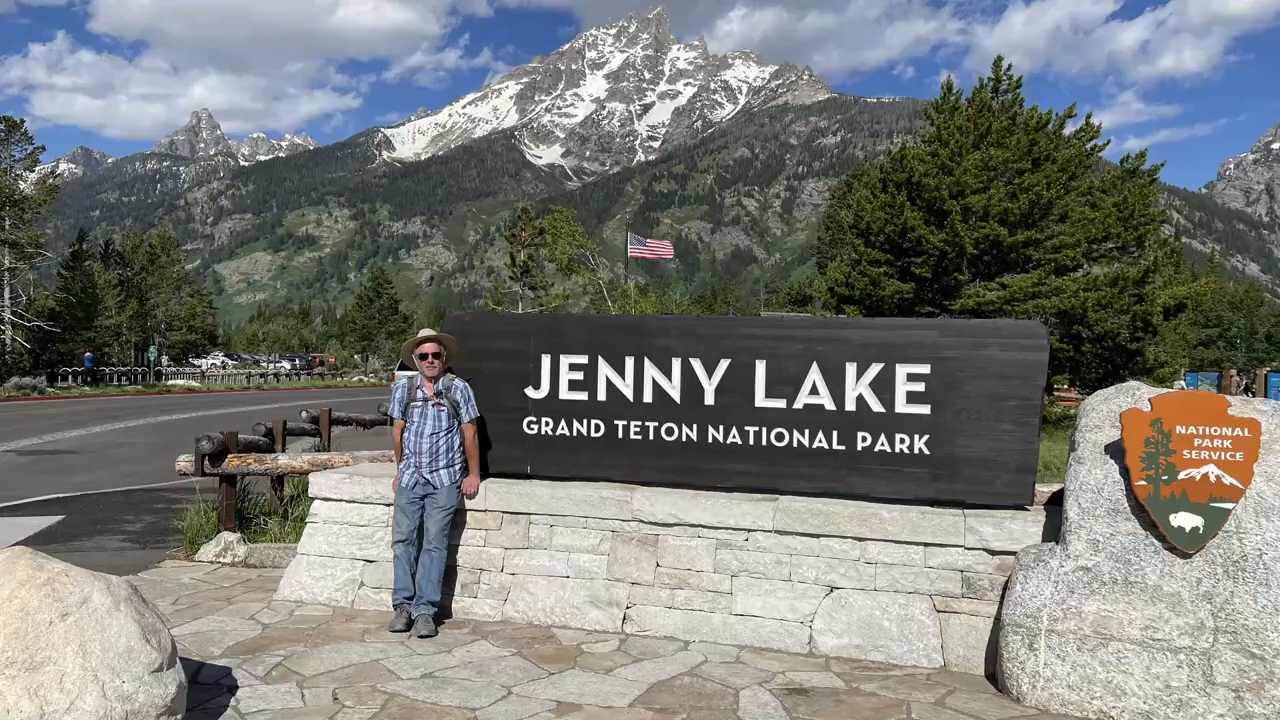 JENNY LAKE
GRAND TETON NATIONAL PARK
NATIONAL
PARK
SERVICE